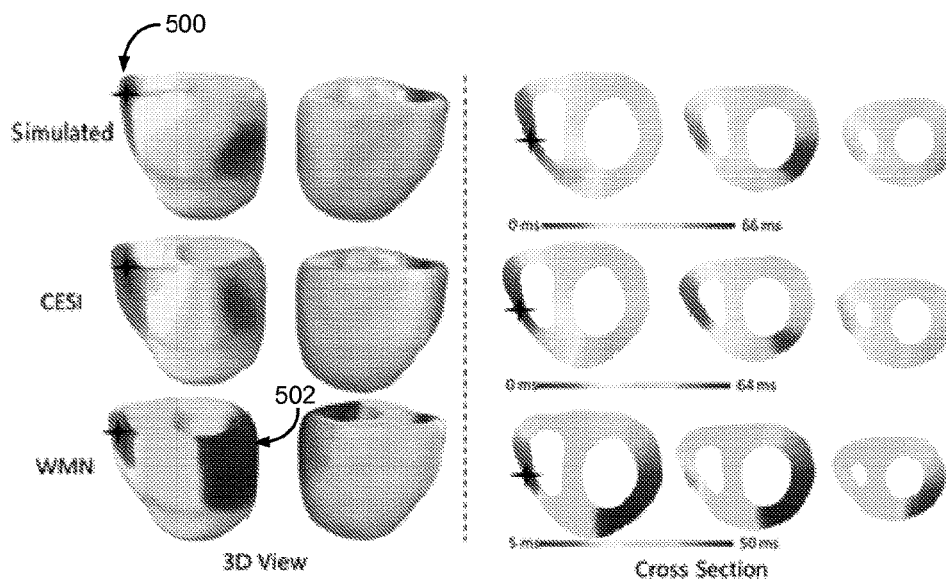 500
Simulated
0 ms 66 ms
CESI
0 ms 64 ms
502
WMN
5 ms 50 ms
3D View
Cross Section